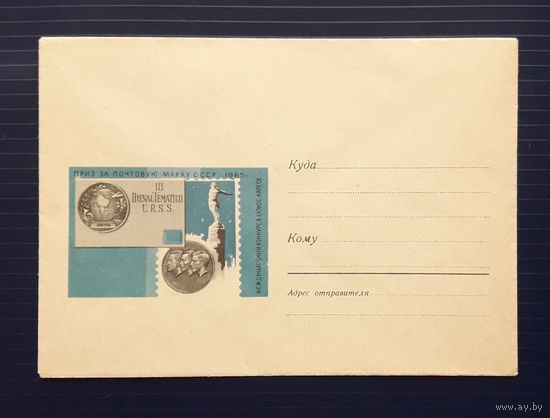 ПРИЗ ЗА ПОЧТОВУЮ МАРКУ СССР
III
BIENAL TEMATICO
U.R.S.S.
МЕЖДУНАРОДНЫЙ КОНКУРС В БУЭНОС-АЙРЕСЕ
Куда
Кому
Адрес отправителя
www.ay.by